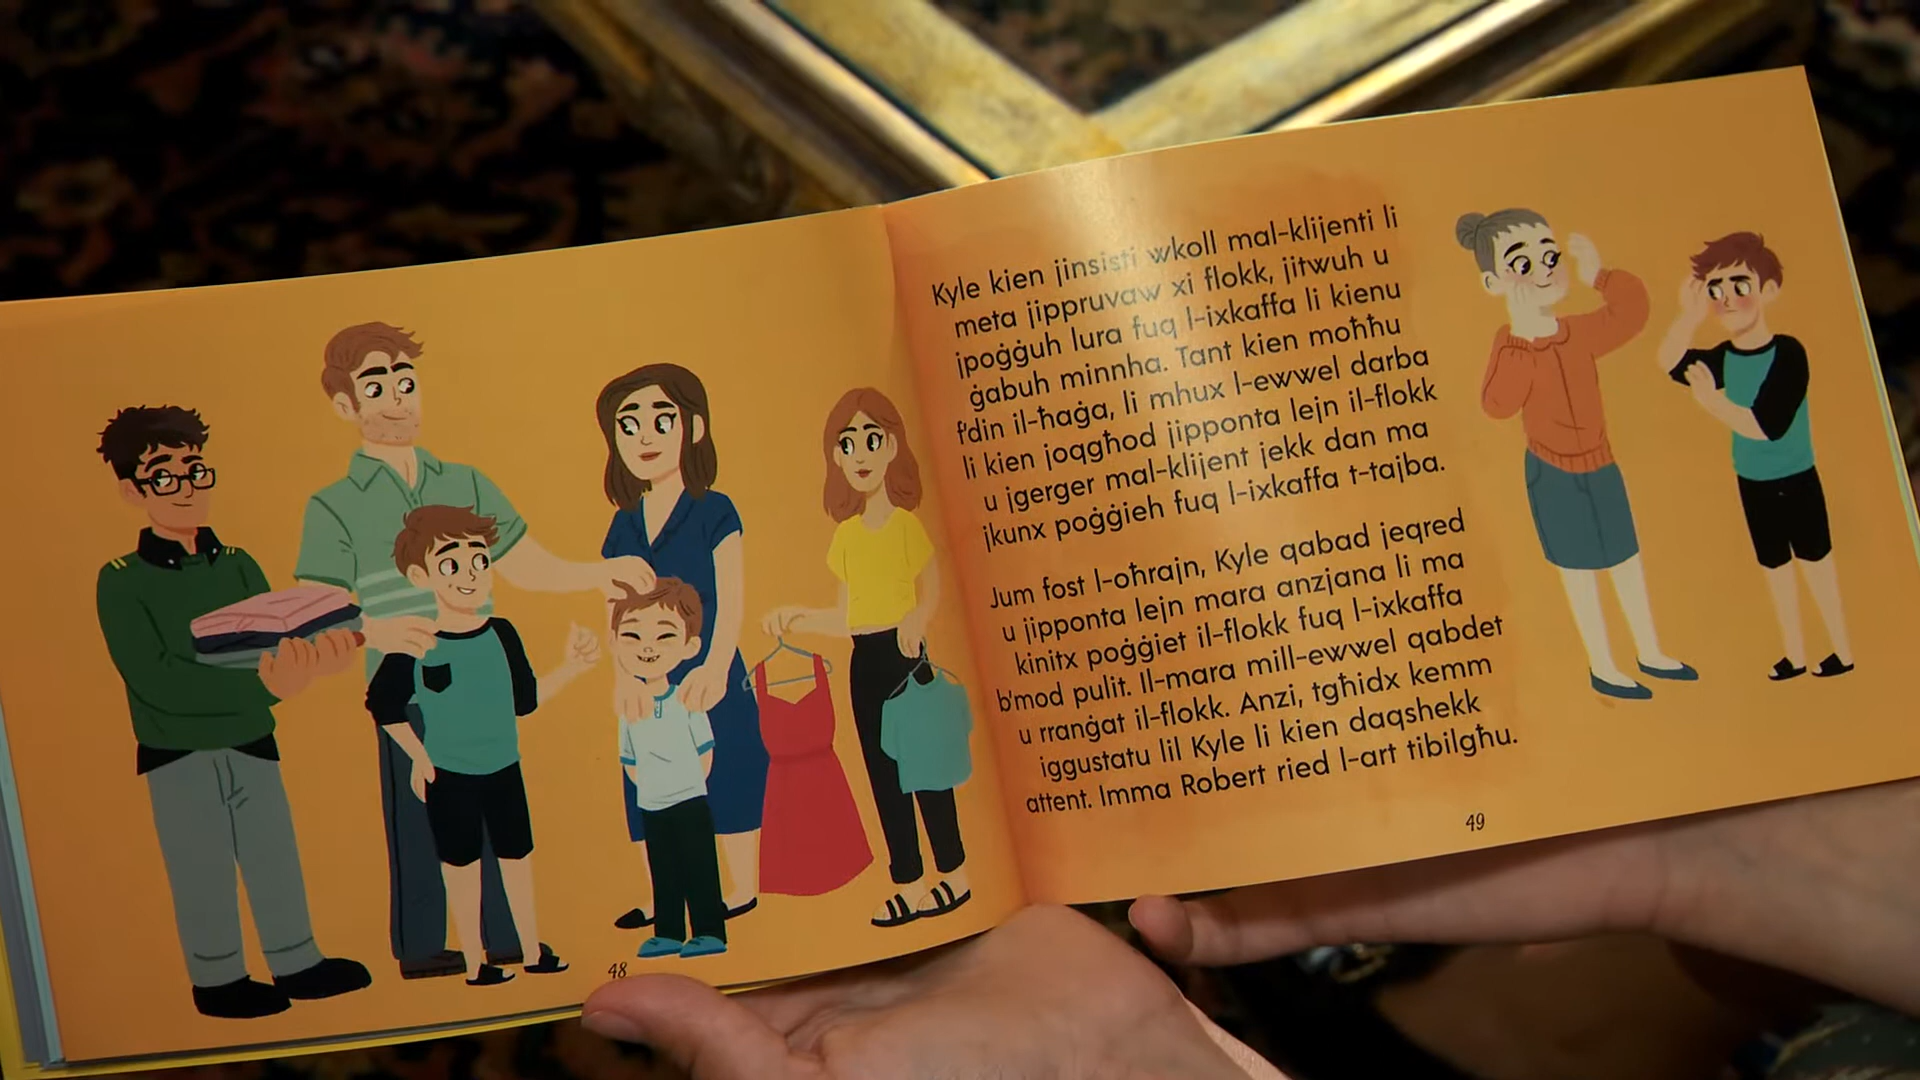 Kyle kien jinsisti wkoll mal-klijenti li
meta jippruvaw xi flokk, jitwuh u
jpoġġuh lura fuq l-ixkaffa li kienu
ġabuh minnha. Tant kien moħħu
f'din il-ħaġa, li mhux l-ewwel darba
li kien joqgħod jipponta lejn il-flokk
u jgerger mal-klijent jekk dan ma
jkunx poġġieh fuq l-ixkaffa t-tajba.
Jum fost l-oħrajn, Kyle qabad jeqred
u jipponta lejn mara anzjana li ma
kinitx poġġiet il-flokk fuq l-ixkaffa
b'mod pulit. Il-mara mill-ewwel qabdet
u rranġat il-flokk. Anzi, tgħidx kemm
iggustatu lil Kyle li kien daqshekk
attent. Imma Robert ried l-art tibilgħu.
48
49